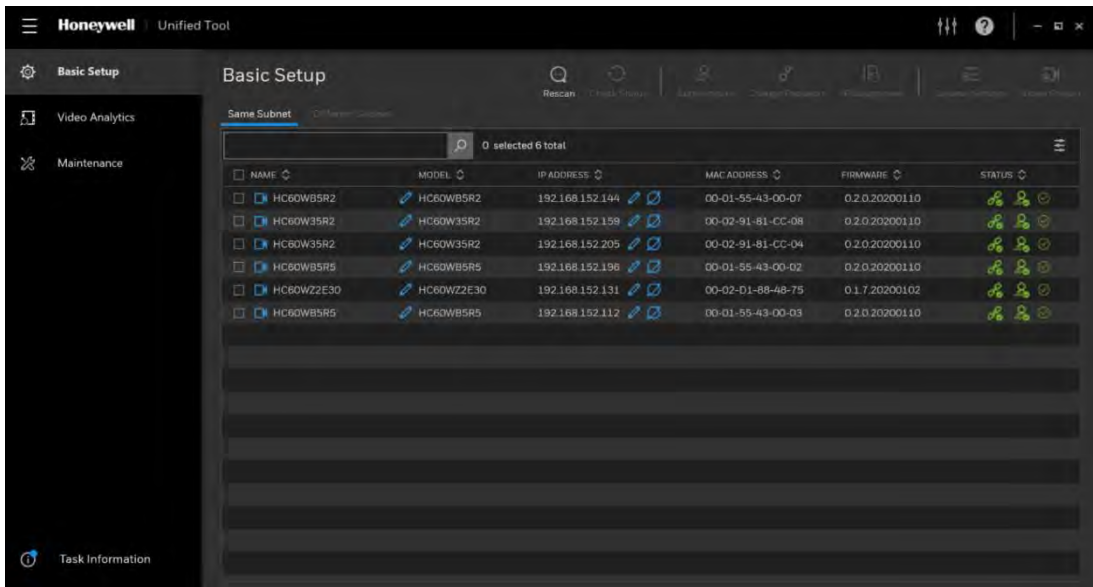 Honeywell Unified Tool
Basic Setup
Video Analytics
Maintenance
Task Information
Basic Setup
Rescan
Same Subnet
0 selected 6 total
NAME MODEL IP ADDRESS MAC ADDRESS FIRMWARE STATUS
HC60WB5R2 HC60WB5R2 192.168.152.144 00-01-55-43-00-07 0.2.0.20200110
HC60W35R2 HC60W35R2 192.168.152.159 00-02-91-81-CC-08 0.2.0.20200110
HC60W35R2 HC60W35R2 192.168.152.205 00-02-91-81-CC-04 0.2.0.20200110
HC60WB5R5 HC60WB5R5 192.168.152.196 00-01-55-43-00-02 0.2.0.20200110
HC60WZ2E30 HC60WZ2E30 192.168.152.131 00-02-D1-88-48-75 0.1.7.20200102
HC60WB5R5 HC60WB5R5 192.168.152.112 00-01-55-43-00-03 0.2.0.20200110